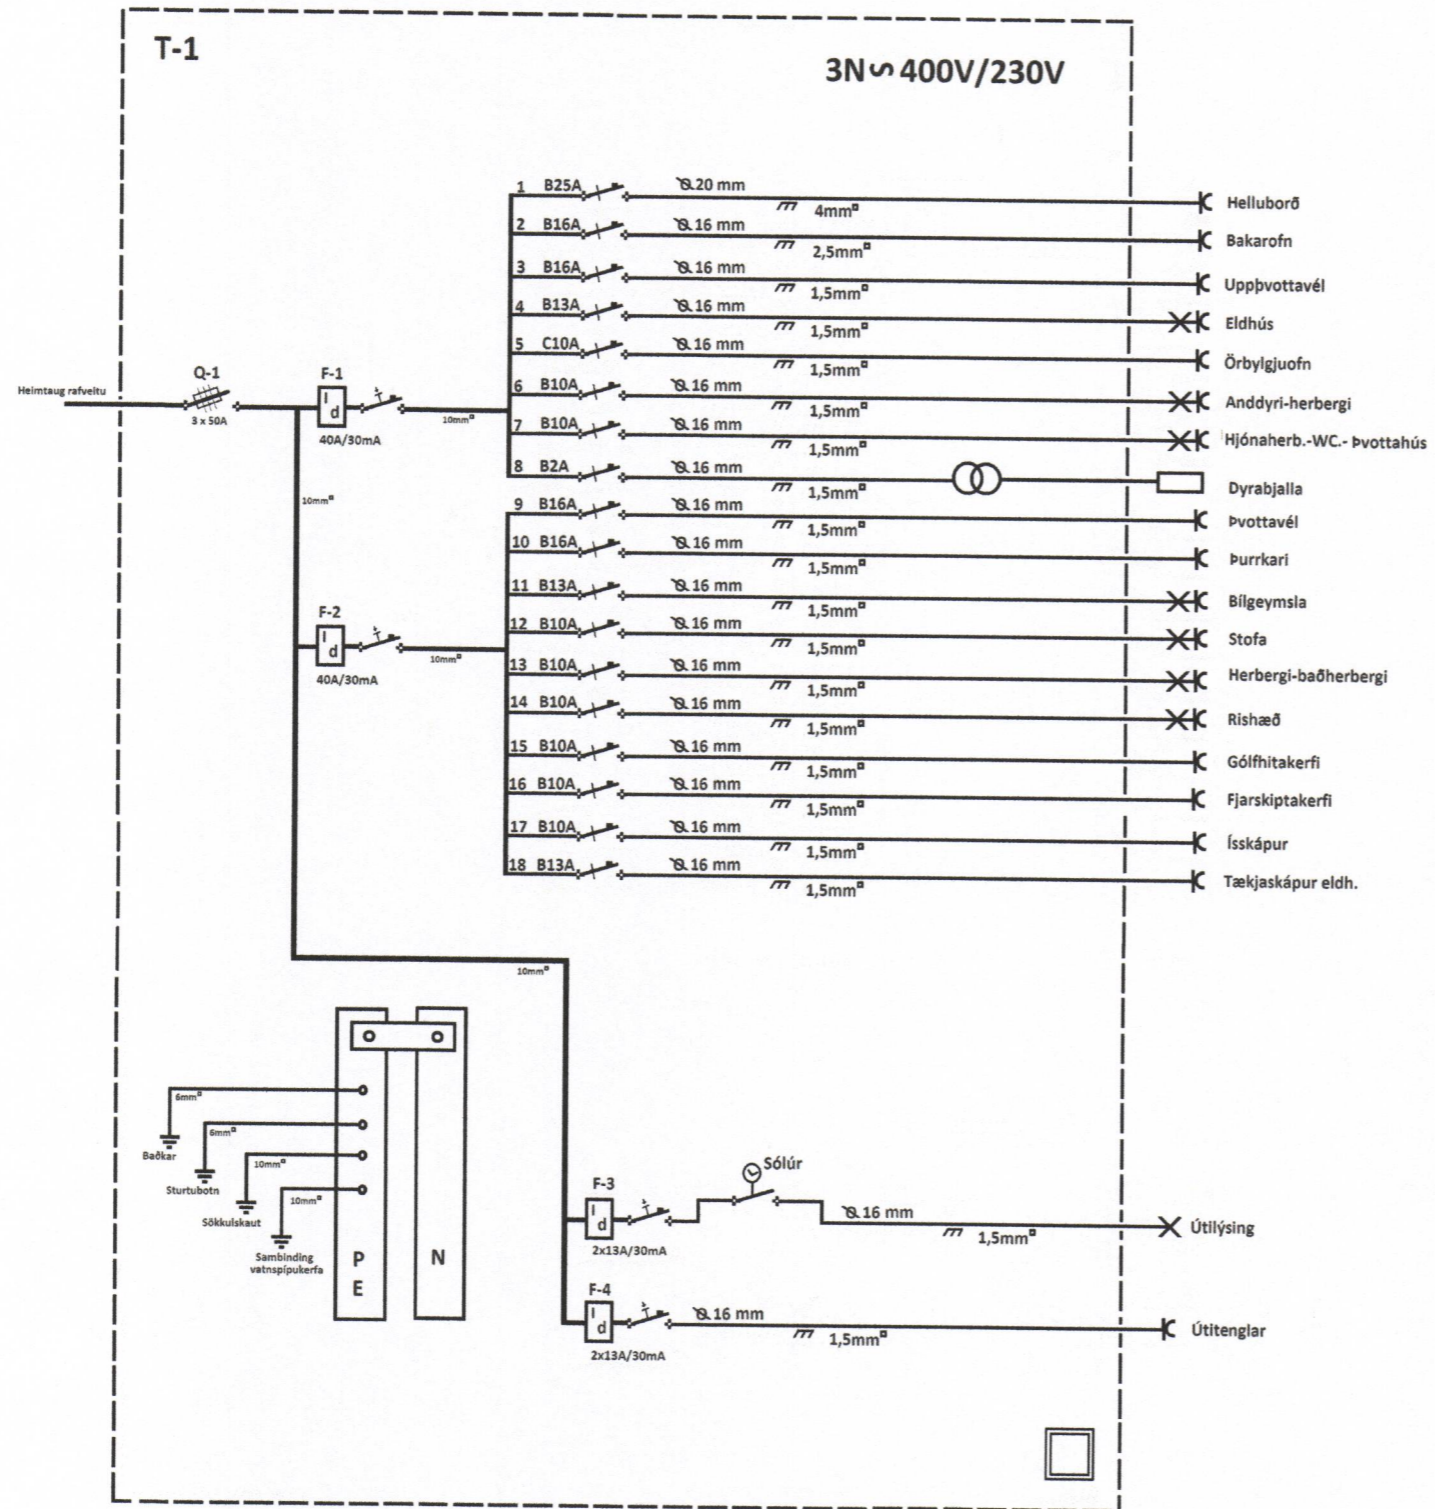 T-1
3N∽400V/230V
Heimtaug rafveitu
Q-1
3 x 50A
F-1
I
d
40A/30mA
10mm²
10mm²
1 B25A 20 mm 4mm² Helluborð
2 B16A 16 mm 2,5mm² Bakarofn
3 B16A 16 mm 1,5mm² Uppþvottavél
4 B13A 16 mm 1,5mm² Eldhús
5 C10A 16 mm 1,5mm² Örbylgjuofn
6 B10A 16 mm 1,5mm² Anddyri-herbergi
7 B10A 16 mm 1,5mm² Hjónaherb.-WC.- Þvottahús
8 B2A 16 mm 1,5mm² Dyrabjalla
F-2
I
d
40A/30mA
10mm²
9 B16A 16 mm 1,5mm² Þvottavél
10 B16A 16 mm 1,5mm² Þurrkari
11 B13A 16 mm 1,5mm² Bílgeymsla
12 B10A 16 mm 1,5mm² Stofa
13 B10A 16 mm 1,5mm² Herbergi-baðherbergi
14 B10A 16 mm 1,5mm² Rishæð
15 B10A 16 mm 1,5mm² Gólfhitakerfi
16 B10A 16 mm 1,5mm² Fjarskiptakerfi
17 B10A 16 mm 1,5mm² Ísskápur
18 B13A 16 mm 1,5mm² Tækjaskápur eldh.
10mm²
6mm²
Baðkar
6mm²
Sturtubotn
10mm²
Sökkulskaut
10mm²
Sambinding
vatnspípukerfa
P
E
N
F-3
I
d
2x13A/30mA
Sólúr
16 mm 1,5mm² Útilýsing
F-4
I
d
2x13A/30mA
16 mm 1,5mm² Útitenglar